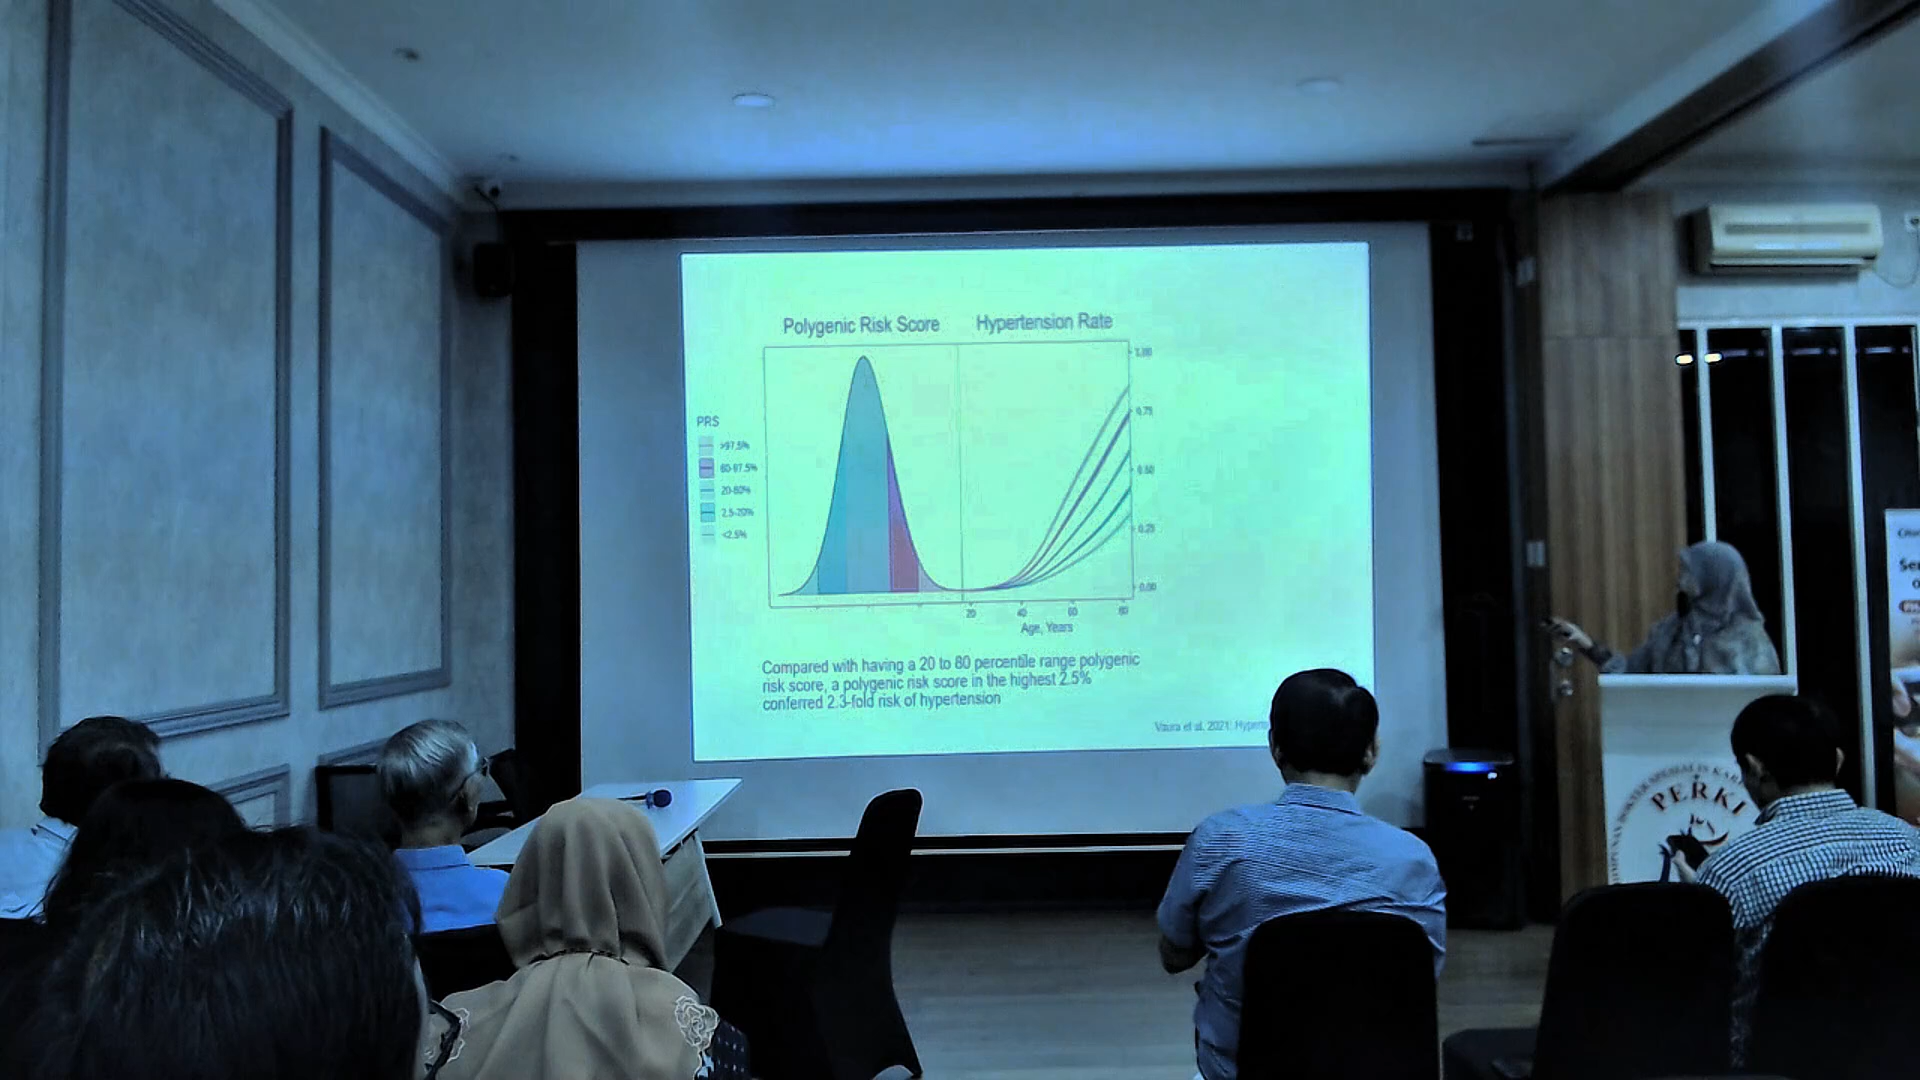 Polygenic Risk Score
Hypertension Rate
1.00
0.75
0.50
0.25
0.00
PRS
>97.5%
80-97.5%
20-80%
2.5-20%
<2.5%
20
40
60
80
Age, Years
Compared with having a 20 to 80 percentile range polygenic
risk score, a polygenic risk score in the highest 2.5%
conferred 2.3-fold risk of hypertension
Vaura et al. 2021. Hyperte
PERKI
Se